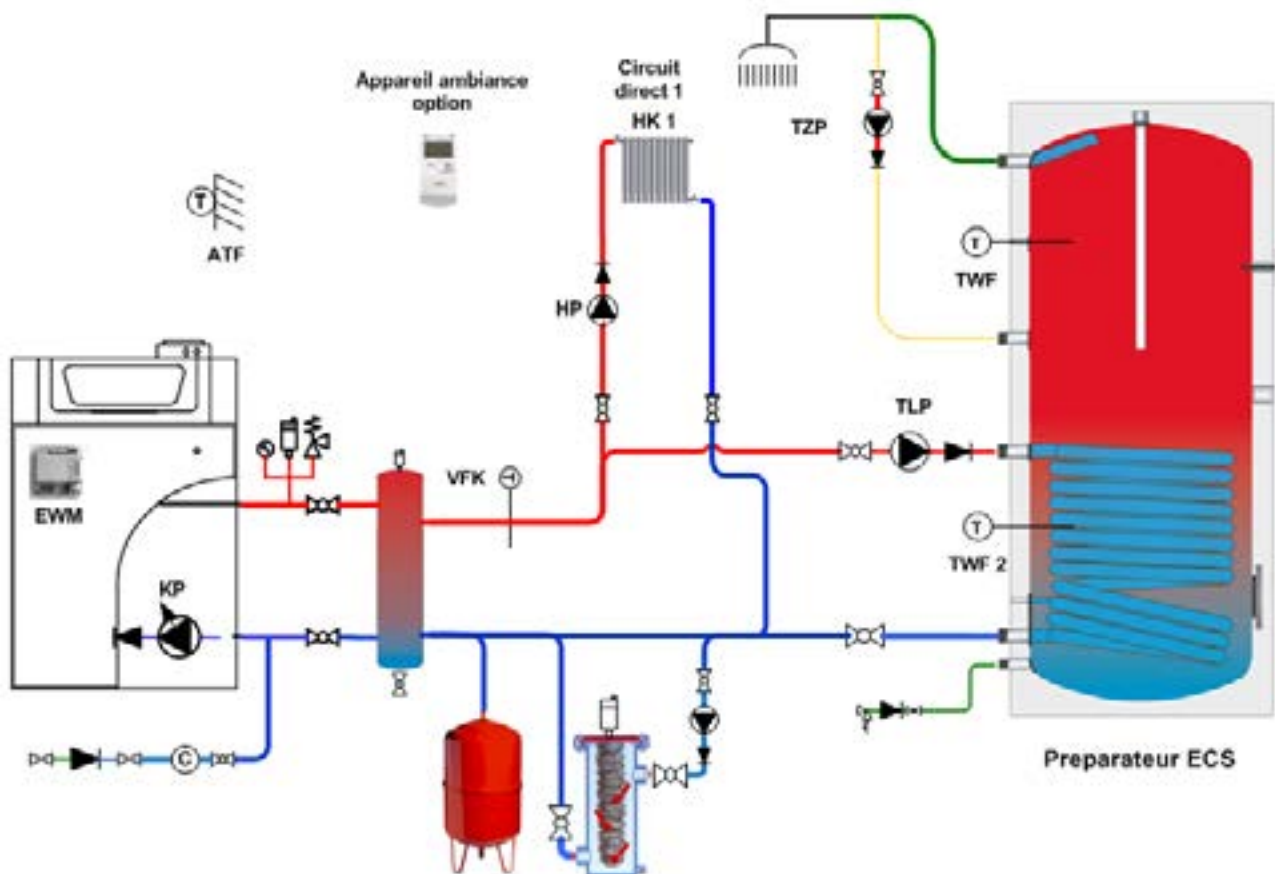 Appareil ambiance
option
Circuit
direct 1
HK 1
TZP
T
ATF
T
TWF
HP
TLP
EWM
VFK
T
T
TWF 2
KP
C
Preparateur ECS